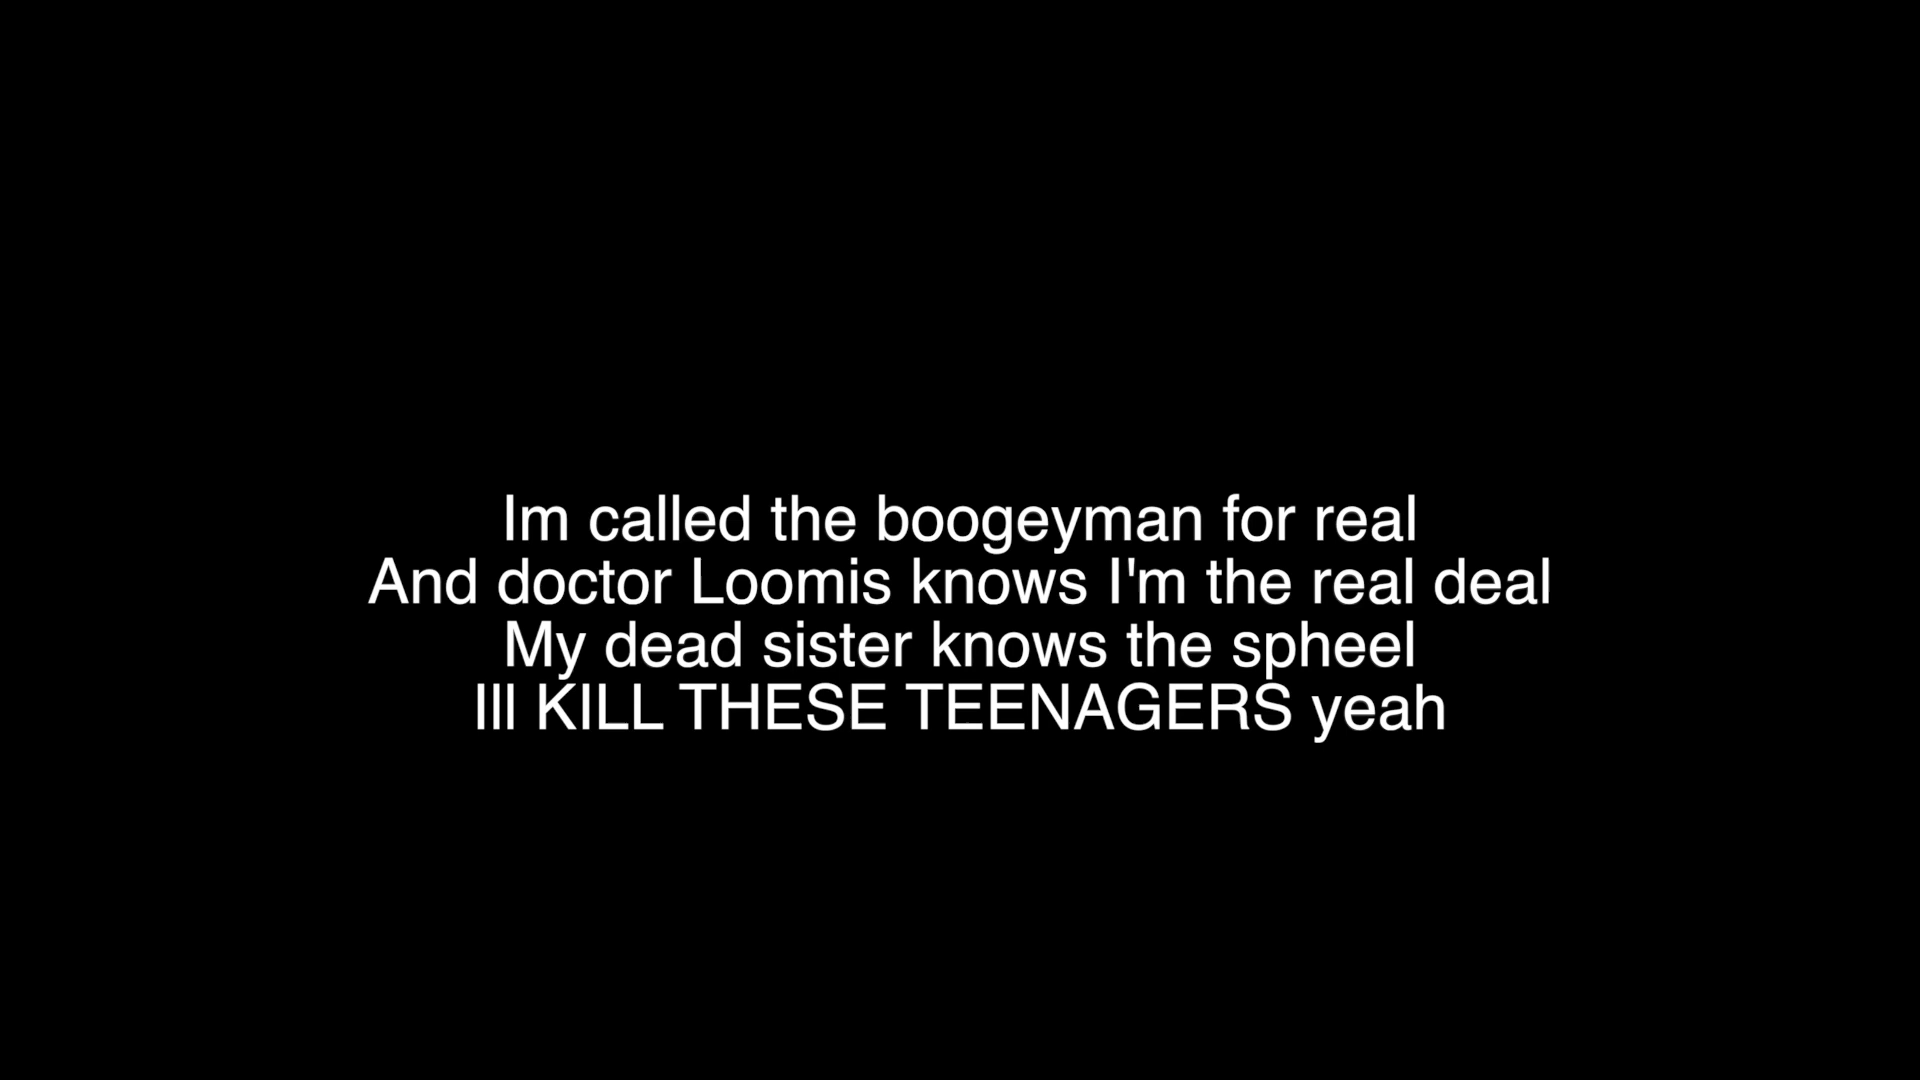 Im called the boogeyman for real
And doctor Loomis knows I'm the real deal
My dead sister knows the spheel
Ill KILL THESE TEENAGERS yeah